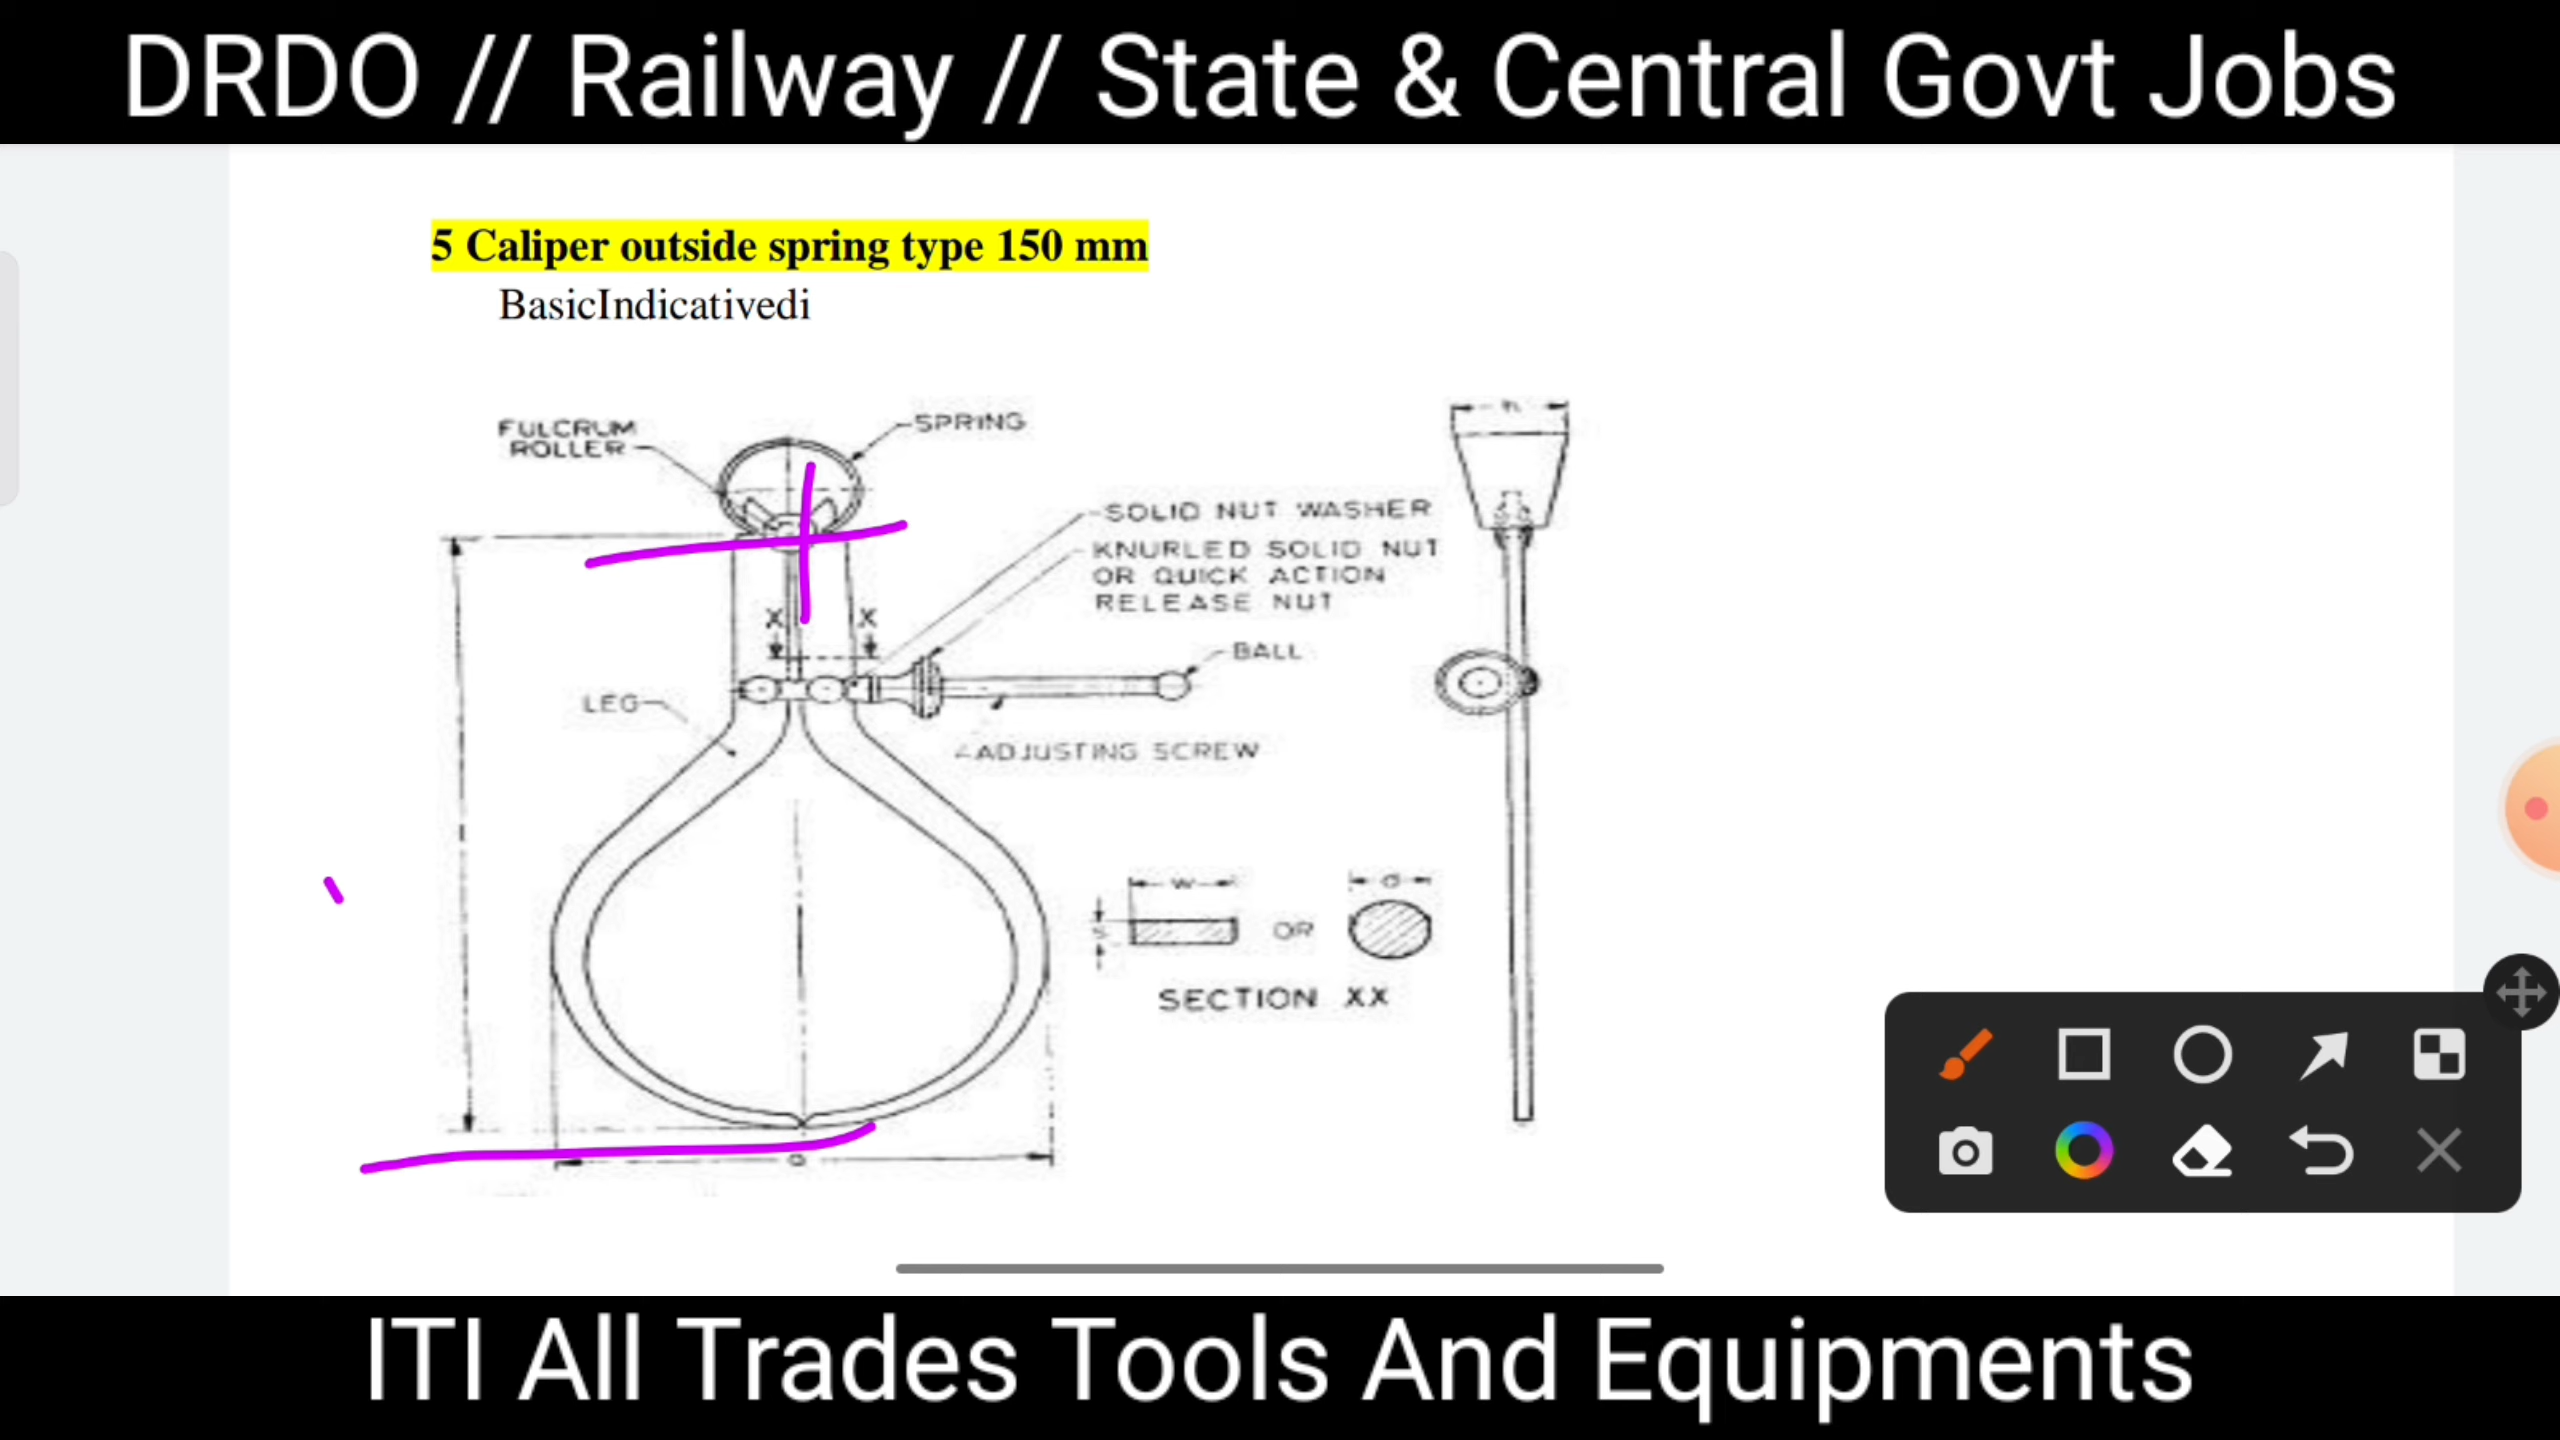 DRDO // Railway // State & Central Govt Jobs
5 Caliper outside spring type 150 mm
BasicIndicativedi
FULCRUM
ROLLER
SPRING
h
SOLID NUT WASHER
KNURLED SOLID NUT
OR QUICK ACTION
RELEASE NUT
X X
BALL
LEG
ADJUSTING SCREW
w
d
OR
SECTION XX
ITI All Trades Tools And Equipments